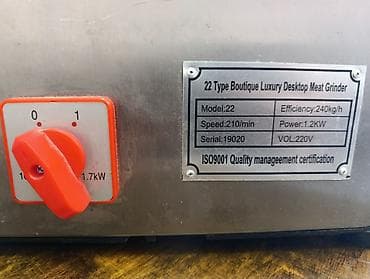 22 Type Boutique Luxury Desktop Meat Grinder
Model:22 Efficiency:240kg/h
Speed:210/min Power:1.2KW
Serial:19020 VOL:220V
ISO9001 Quality manageement certification
0 1
1.7kW